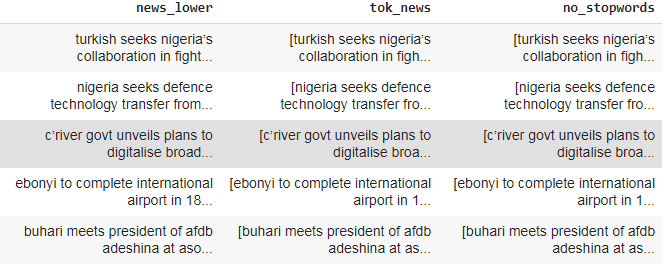 news_lower tok_news no_stopwords
turkish seeks nigeria's [turkish seeks nigeria's [turkish seeks nigeria's
collaboration in fight... collaboration in figh... collaboration in figh...
nigeria seeks defence [nigeria seeks defence [nigeria seeks defence
technology transfer from... technology transfer fro... technology transfer fro...
c'river govt unveils plans to [c'river govt unveils plans to [c'river govt unveils plans to
digitalise broad... digitalise broa... digitalise broa...
ebonyi to complete international [ebonyi to complete international [ebonyi to complete international
airport in 18... airport in 1... airport in 1...
buhari meets president of afdb [buhari meets president of afdb [buhari meets president of afdb
adeshina at aso... adeshina at as... adeshina at as...